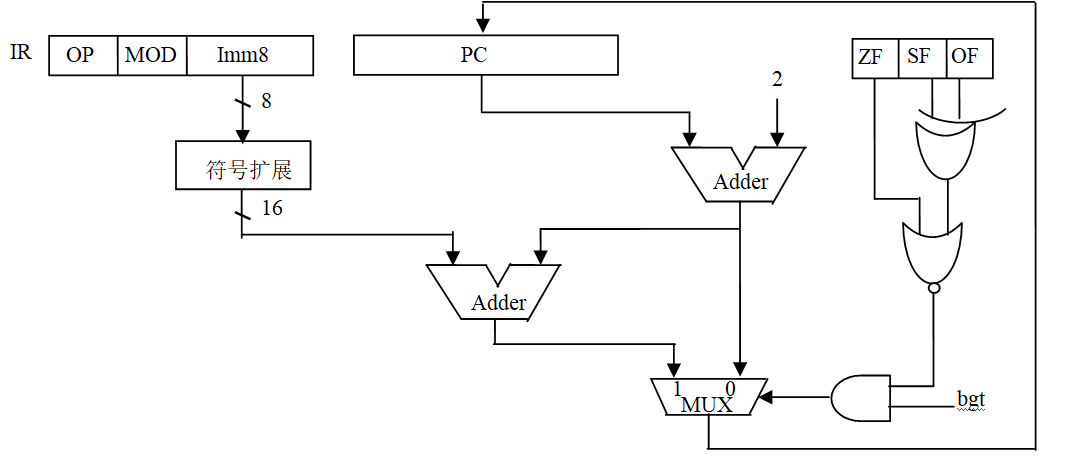 IR OP MOD Imm8
PC
ZF SF OF
8
2
符号扩展
Adder
16
Adder
1 0
MUX
bgt